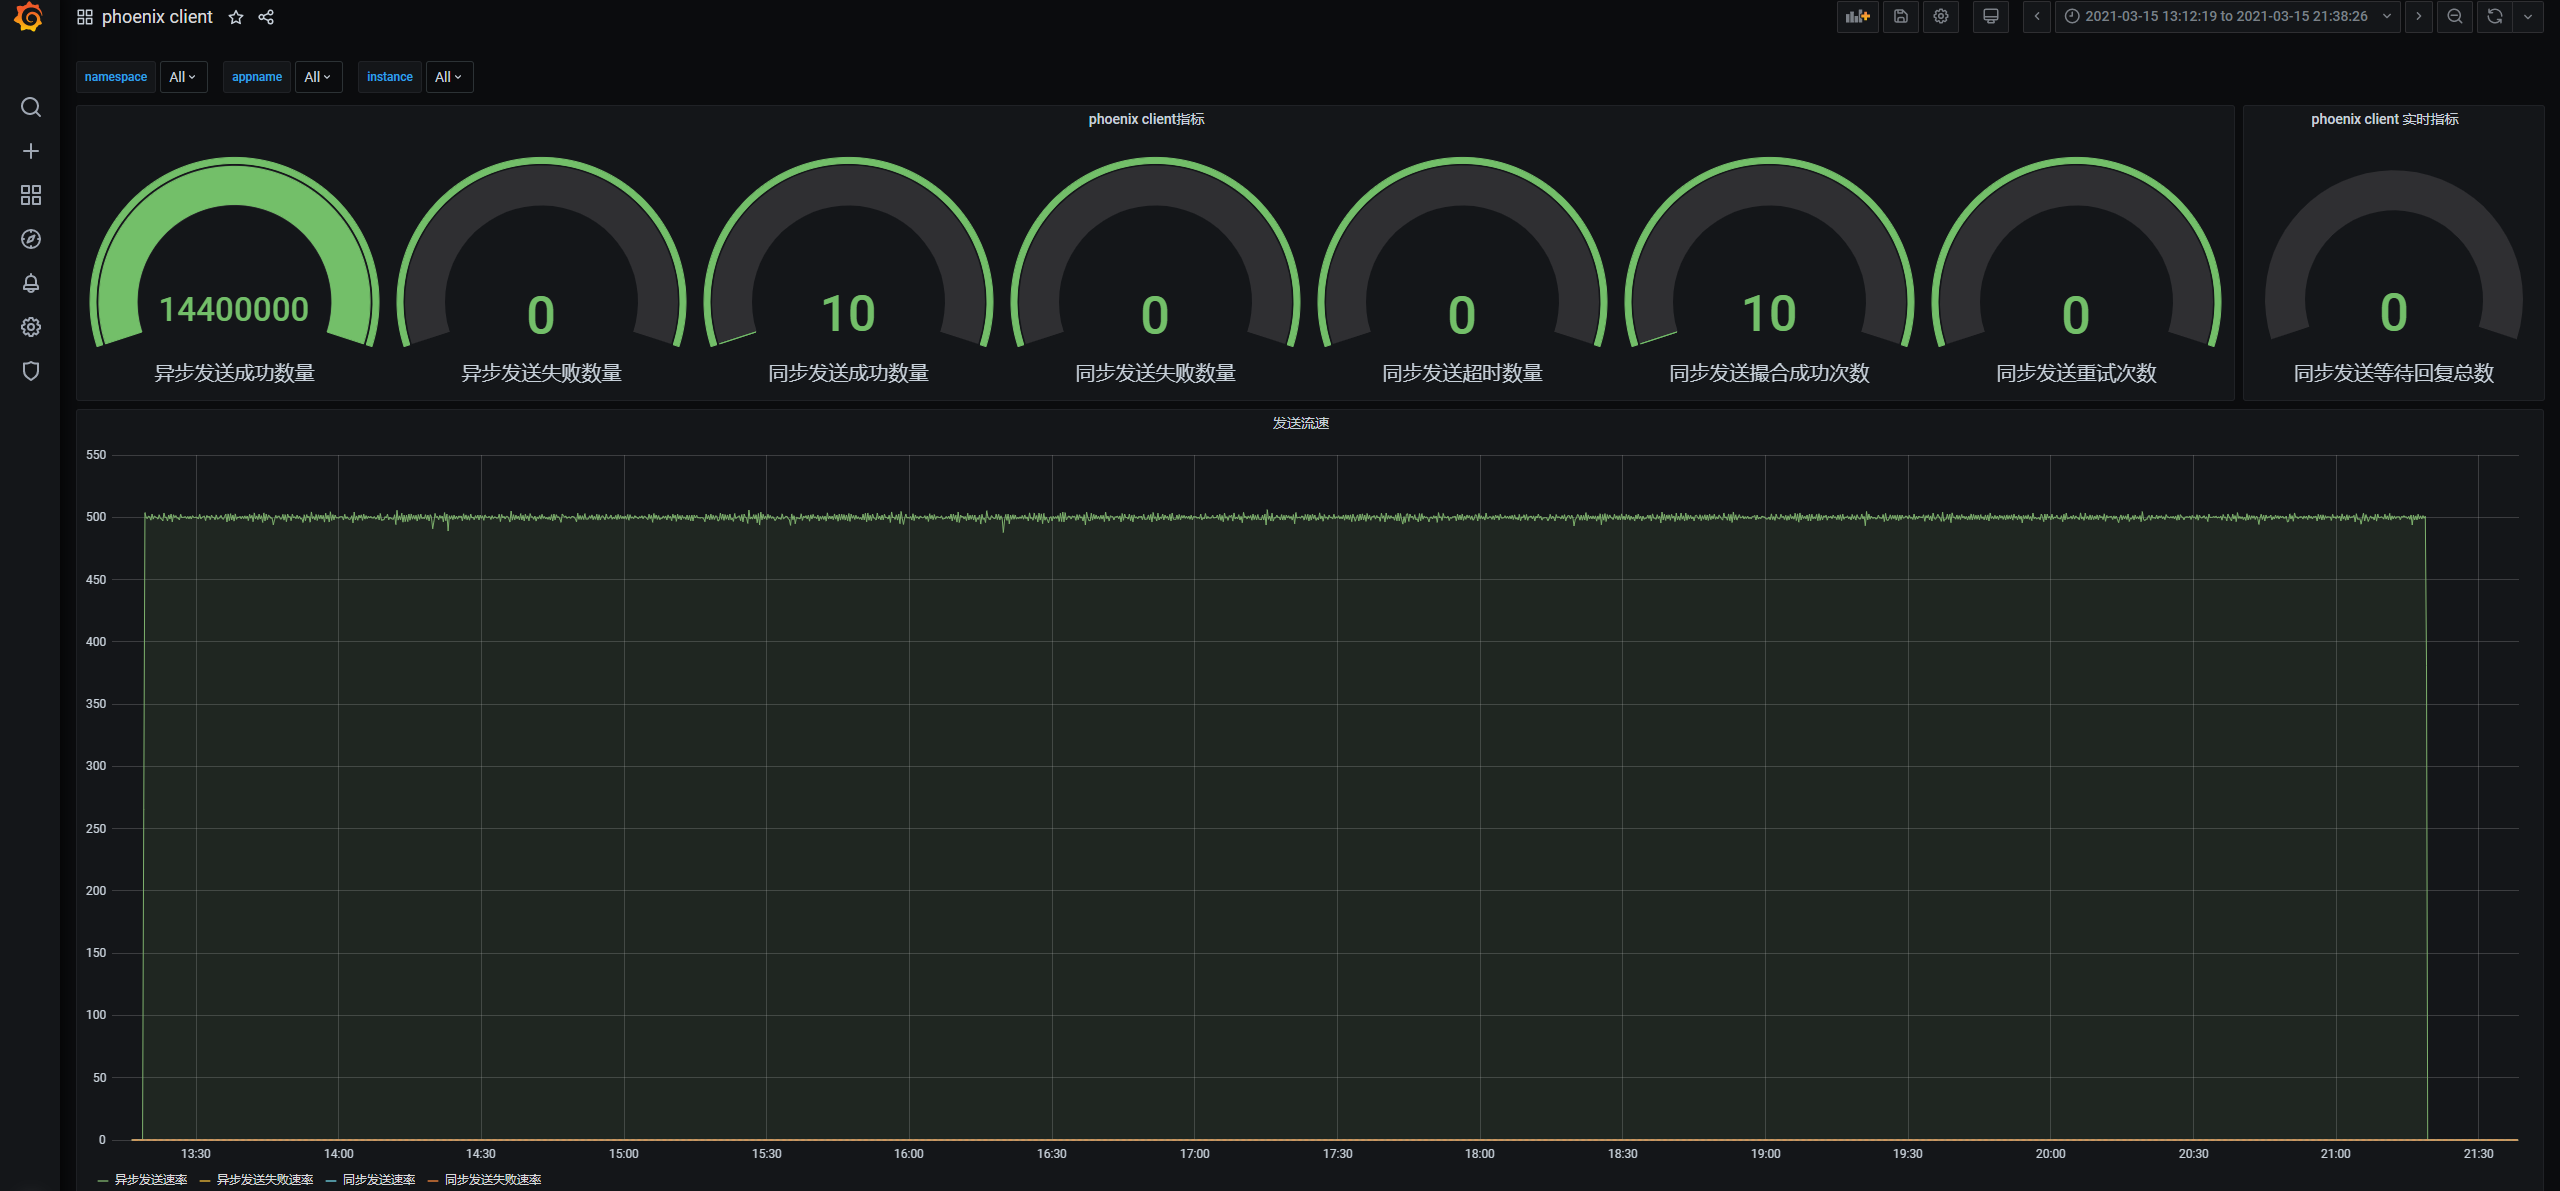 phoenix client
2021-03-15 13:12:19 to 2021-03-15 21:38:26
namespace All appname All instance All
phoenix client指标
14400000 0 10 0 0 10 0
异步发送成功数量 异步发送失败数量 同步发送成功数量 同步发送失败数量 同步发送超时数量 同步发送撮合成功次数 同步发送重试次数
phoenix client 实时指标
0
同步发送等待回复总数
发送流速
550
500
450
400
350
300
250
200
150
100
50
0
13:30 14:00 14:30 15:00 15:30 16:00 16:30 17:00 17:30 18:00 18:30 19:00 19:30 20:00 20:30 21:00 21:30
异步发送速率 异步发送失败速率 同步发送速率 同步发送失败速率